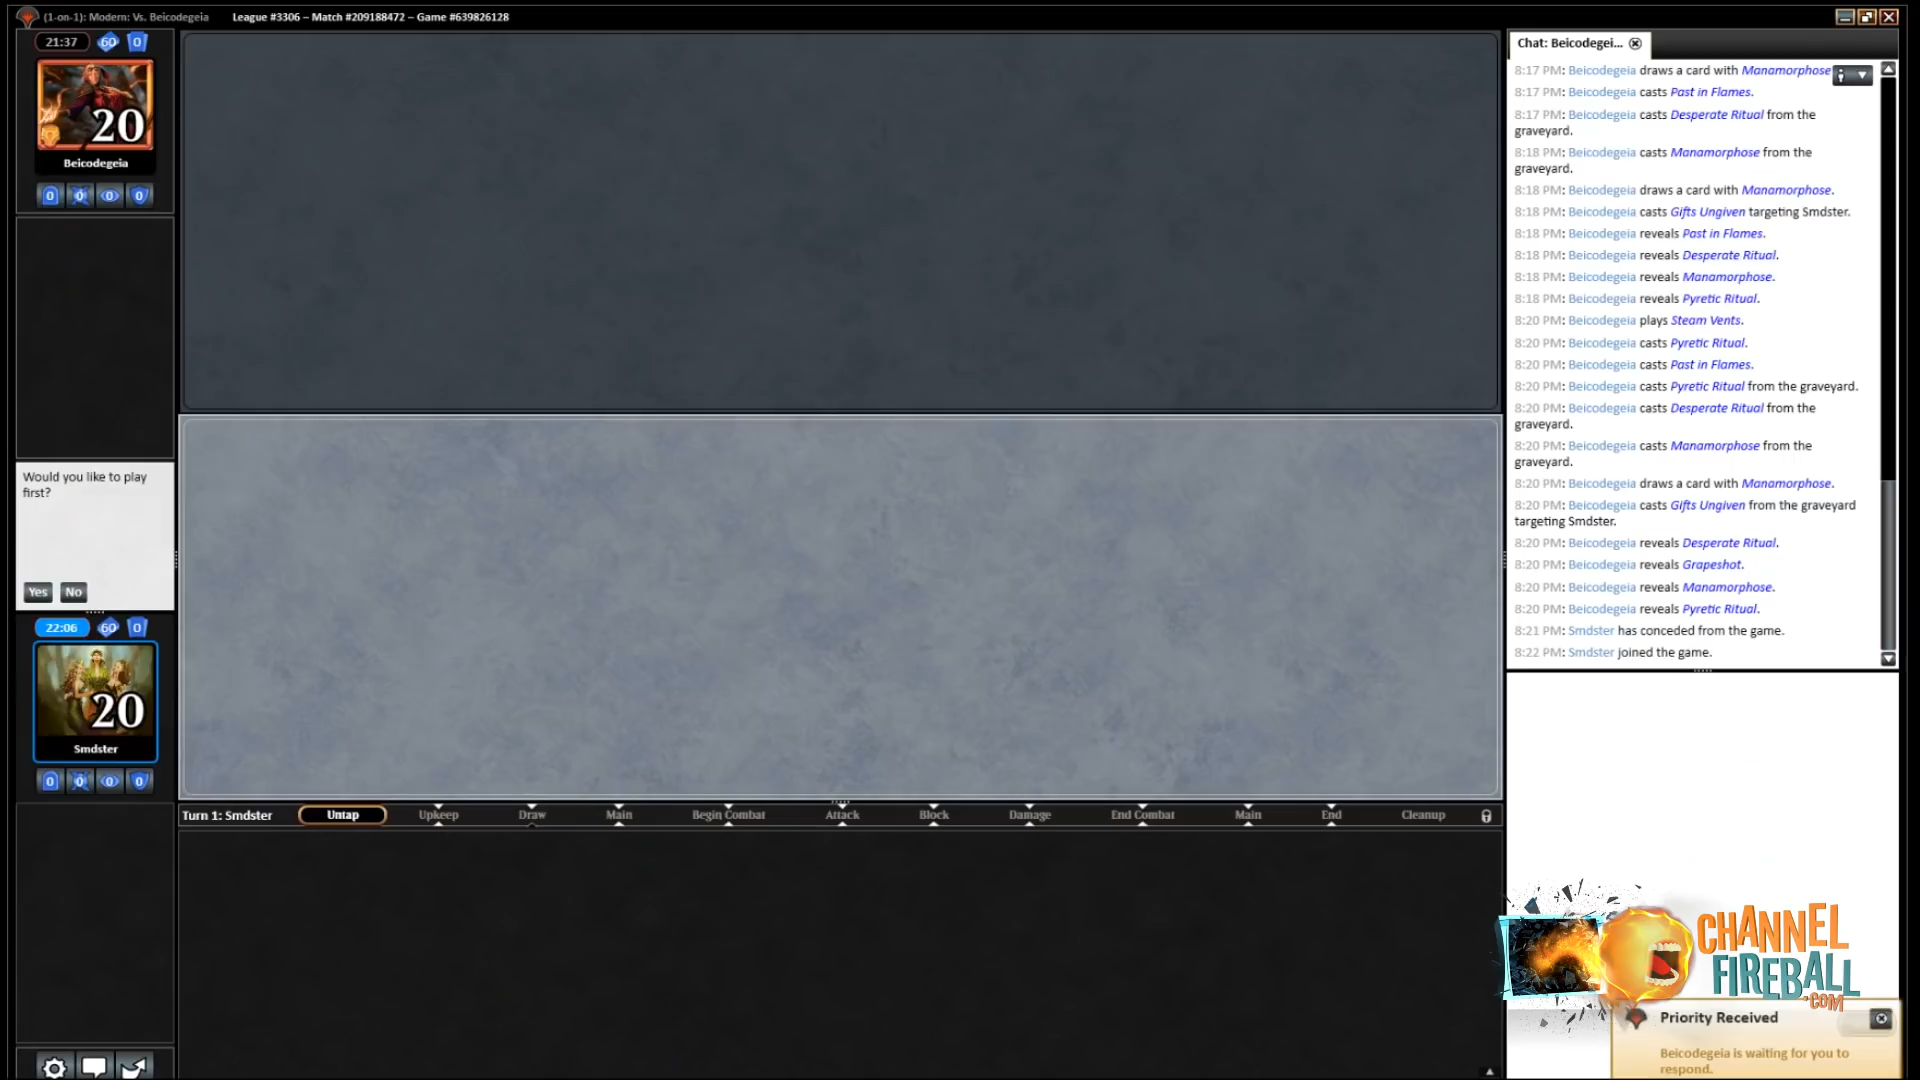 (1-on-1): Modern: Vs. Beicodegeia
League #3306 – Match #209188472 – Game #639826128
21:37
60
0
20
Beicodegeia
0
0
0
0
Would you like to play
first?
Yes
No
22:06
60
0
20
Smdster
0
0
0
0
Turn 1: Smdster
Untap
Upkeep
Draw
Main
Begin Combat
Attack
Block
Damage
End Combat
Main
End
Cleanup
Chat: Beicodegei...
8:17 PM: Beicodegeia draws a card with Manamorphose
8:17 PM: Beicodegeia casts Past in Flames.
8:17 PM: Beicodegeia casts Desperate Ritual from the
graveyard.
8:18 PM: Beicodegeia casts Manamorphose from the
graveyard.
8:18 PM: Beicodegeia draws a card with Manamorphose.
8:18 PM: Beicodegeia casts Gifts Ungiven targeting Smdster.
8:18 PM: Beicodegeia reveals Past in Flames.
8:18 PM: Beicodegeia reveals Desperate Ritual.
8:18 PM: Beicodegeia reveals Manamorphose.
8:18 PM: Beicodegeia reveals Pyretic Ritual.
8:20 PM: Beicodegeia plays Steam Vents.
8:20 PM: Beicodegeia casts Pyretic Ritual.
8:20 PM: Beicodegeia casts Past in Flames.
8:20 PM: Beicodegeia casts Pyretic Ritual from the graveyard.
8:20 PM: Beicodegeia casts Desperate Ritual from the
graveyard.
8:20 PM: Beicodegeia casts Manamorphose from the
graveyard.
8:20 PM: Beicodegeia draws a card with Manamorphose.
8:20 PM: Beicodegeia casts Gifts Ungiven from the graveyard
targeting Smdster.
8:20 PM: Beicodegeia reveals Desperate Ritual.
8:20 PM: Beicodegeia reveals Grapeshot.
8:20 PM: Beicodegeia reveals Manamorphose.
8:20 PM: Beicodegeia reveals Pyretic Ritual.
8:21 PM: Smdster has conceded from the game.
8:22 PM: Smdster joined the game.
CHANNEL
FIREBALL
.COM
Priority Received
Beicodegeia is waiting for you to
respond.